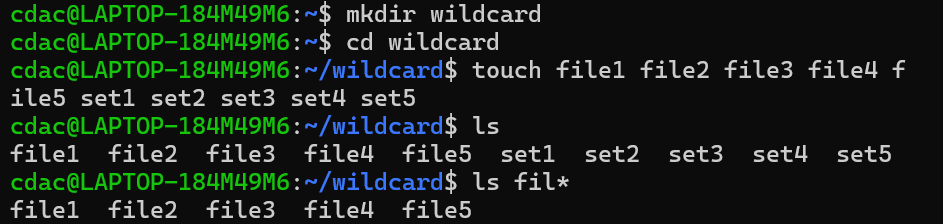 cdac@LAPTOP-184M49M6:~$ mkdir wildcard
cdac@LAPTOP-184M49M6:~$ cd wildcard
cdac@LAPTOP-184M49M6:~/wildcard$ touch file1 file2 file3 file4 f
ile5 set1 set2 set3 set4 set5
cdac@LAPTOP-184M49M6:~/wildcard$ ls
file1  file2  file3  file4  file5  set1  set2  set3  set4  set5
cdac@LAPTOP-184M49M6:~/wildcard$ ls fil*
file1  file2  file3  file4  file5